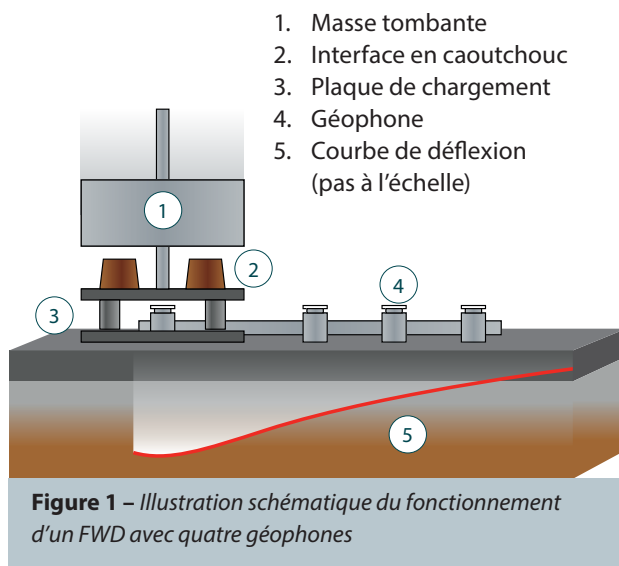 1. Masse tombante
2. Interface en caoutchouc
3. Plaque de chargement
4. Géophone
5. Courbe de déflexion
(pas à l'échelle)
1
2
3
4
5
Figure 1 – Illustration schématique du fonctionnement
d'un FWD avec quatre géophones